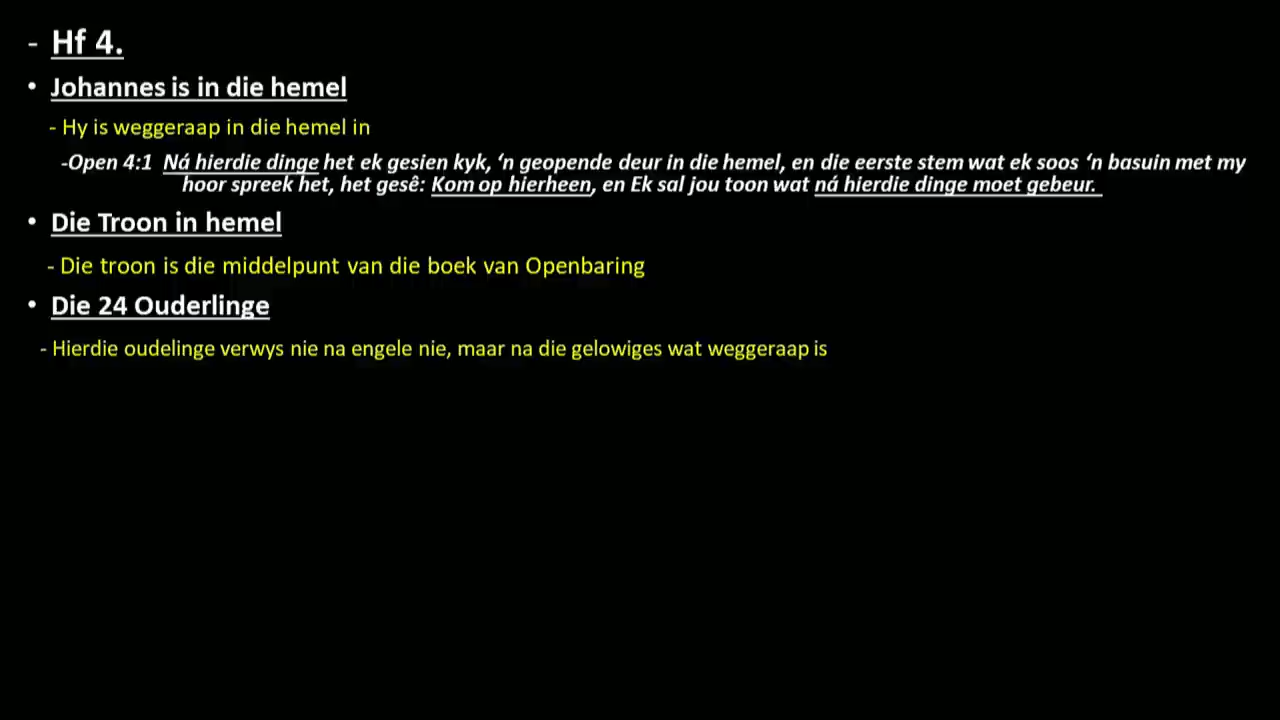 - Hf 4.
• Johannes is in die hemel
- Hy is weggeraap in die hemel in
-Open 4:1 Ná hierdie dinge het ek gesien kyk, ‘n geopende deur in die hemel, en die eerste stem wat ek soos ‘n basuin met my
hoor spreek het, het gesê: Kom op hierheen, en Ek sal jou toon wat ná hierdie dinge moet gebeur.
• Die Troon in hemel
- Die troon is die middelpunt van die boek van Openbaring
• Die 24 Ouderlinge
- Hierdie oudelinge verwys nie na engele nie, maar na die gelowiges wat weggeraap is